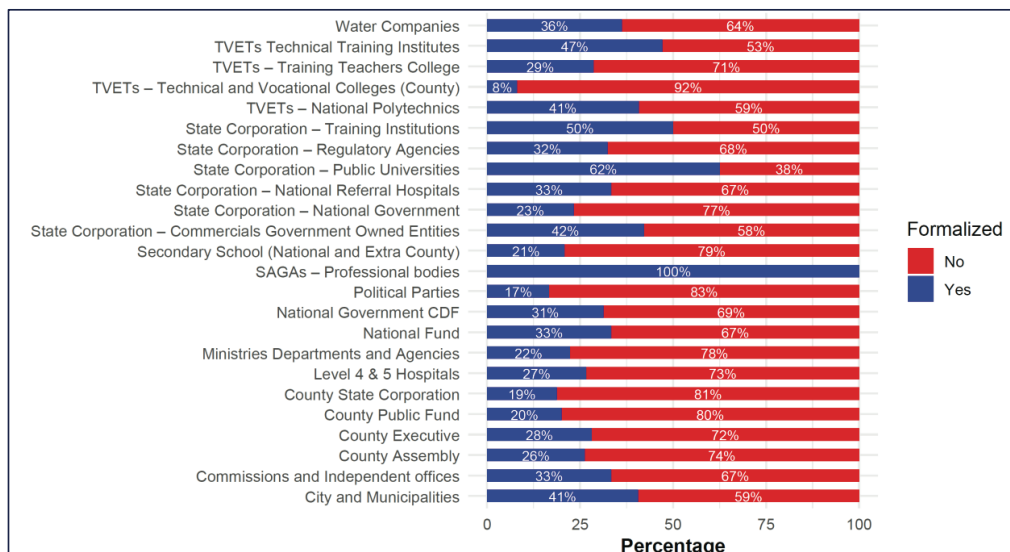 Water Companies 36% 64%
TVETs Technical Training Institutes 47% 53%
TVETs – Training Teachers College 29% 71%
TVETs – Technical and Vocational Colleges (County) 8% 92%
TVETs – National Polytechnics 41% 59%
State Corporation – Training Institutions 50% 50%
State Corporation – Regulatory Agencies 32% 68%
State Corporation – Public Universities 62% 38%
State Corporation – National Referral Hospitals 33% 67%
State Corporation – National Government 23% 77%
State Corporation – Commercials Government Owned Entities 42% 58%
Secondary School (National and Extra County) 21% 79%
SAGAs – Professional bodies 100%
Political Parties 17% 83%
National Government CDF 31% 69%
National Fund 33% 67%
Ministries Departments and Agencies 22% 78%
Level 4 & 5 Hospitals 27% 73%
County State Corporation 19% 81%
County Public Fund 20% 80%
County Executive 28% 72%
County Assembly 26% 74%
Commissions and Independent offices 33% 67%
City and Municipalities 41% 59%
0 25 50 75 100
Percentage
Formalized
No
Yes